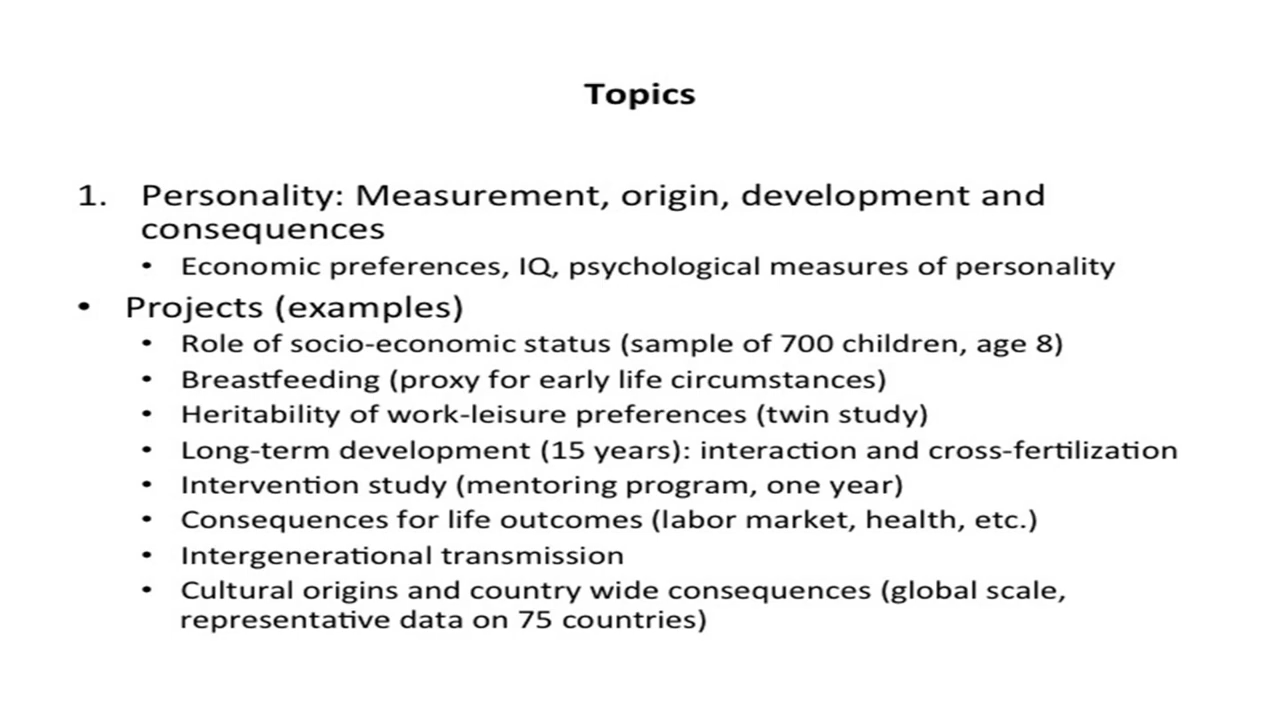 Topics
1. Personality: Measurement, origin, development and
consequences
• Economic preferences, IQ, psychological measures of personality
• Projects (examples)
• Role of socio-economic status (sample of 700 children, age 8)
• Breastfeeding (proxy for early life circumstances)
• Heritability of work-leisure preferences (twin study)
• Long-term development (15 years): interaction and cross-fertilization
• Intervention study (mentoring program, one year)
• Consequences for life outcomes (labor market, health, etc.)
• Intergenerational transmission
• Cultural origins and country wide consequences (global scale,
representative data on 75 countries)